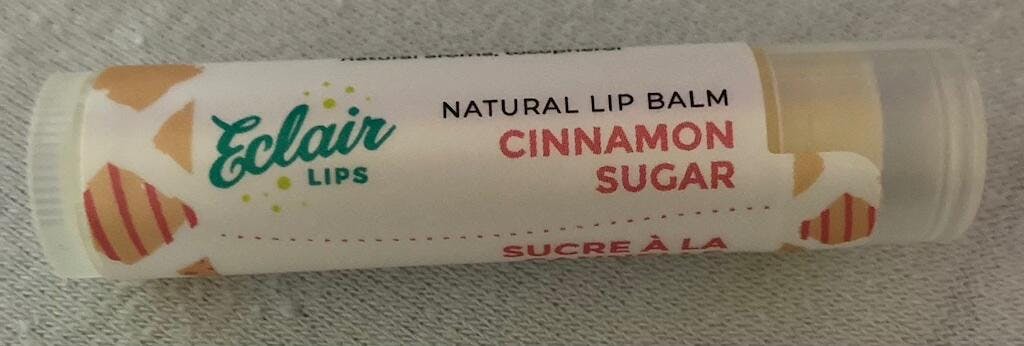 Eclair
LIPS
NATURAL LIP BALM
CINNAMON
SUGAR
SUCRE À LA